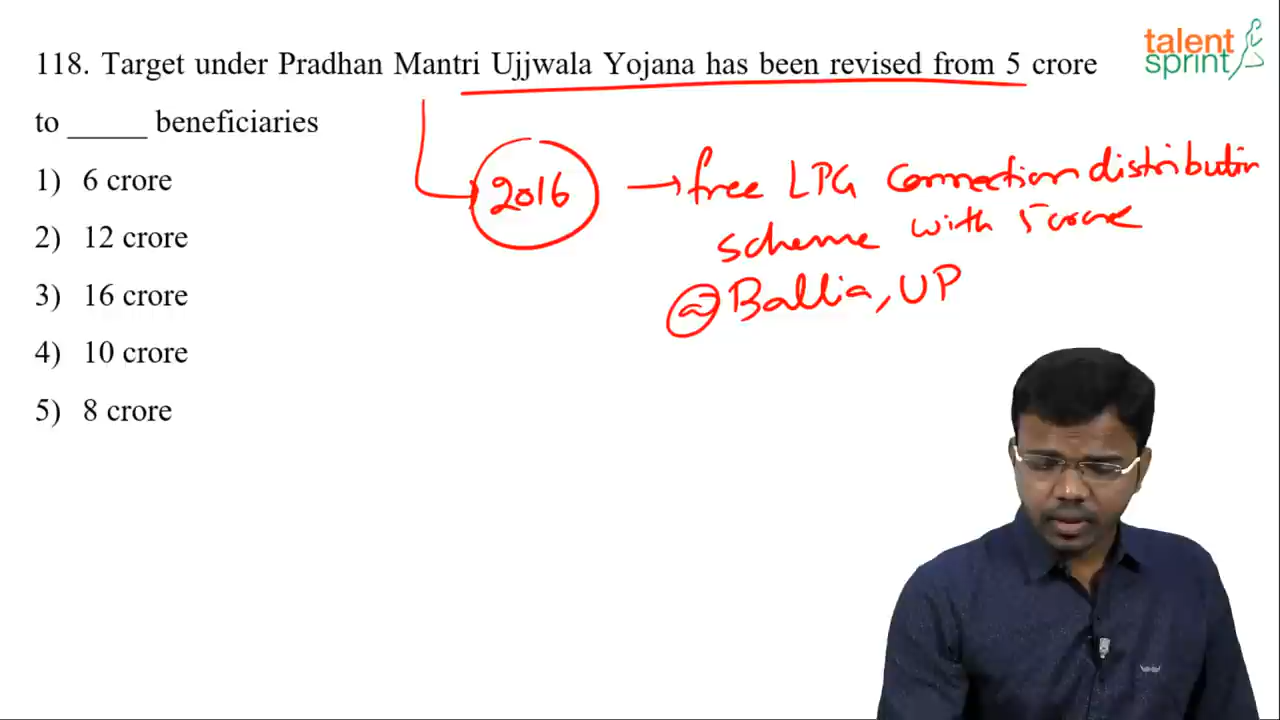 talent
sprint
118. Target under Pradhan Mantri Ujjwala Yojana has been revised from 5 crore
to _____ beneficiaries
1) 6 crore
2) 12 crore
3) 16 crore
4) 10 crore
5) 8 crore
2016
→ free LPG connection distribution
scheme with 5 crore
@ Ballia, UP